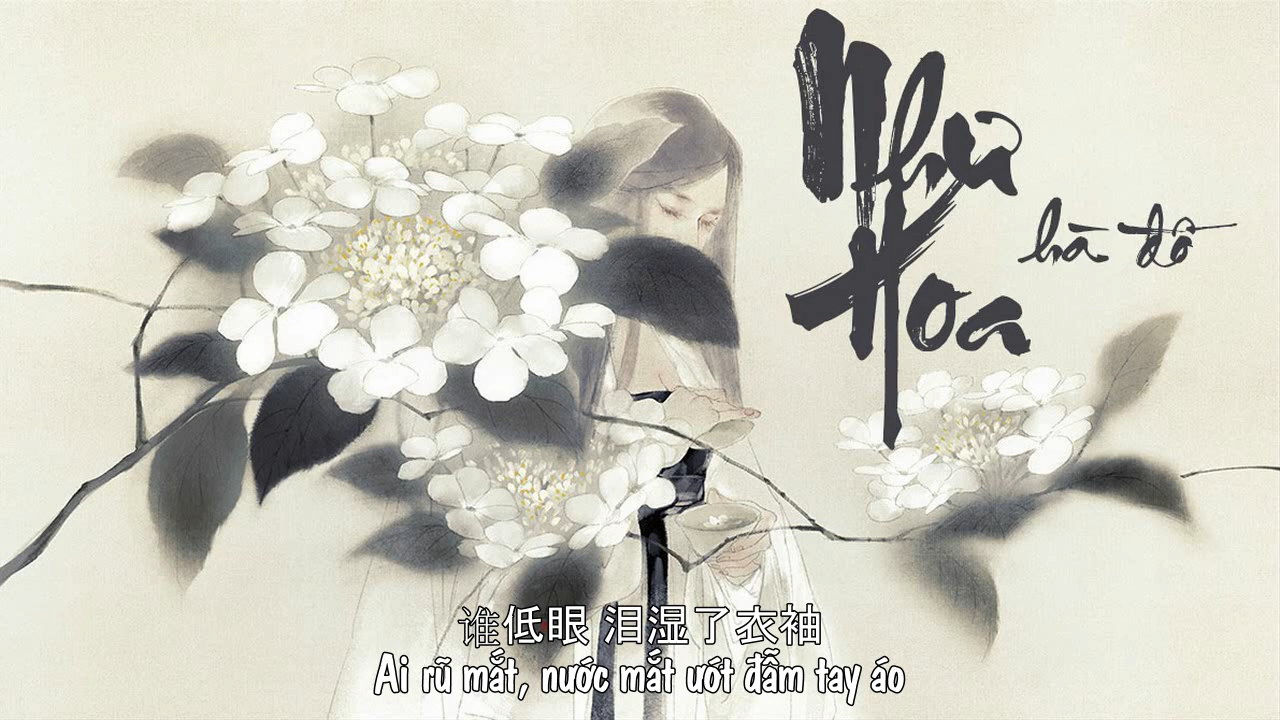 Như
Hoa
hà đồ
谁低眼 泪湿了衣袖
Ai rũ mắt, nước mắt ướt đẫm tay áo